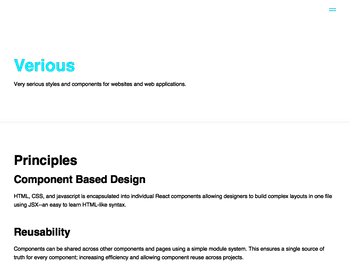 Verious
Very serious styles and components for websites and web applications.
Principles
Component Based Design
HTML, CSS, and javascript is encapsulated into individual React components allowing designers to build complex layouts in one file
using JSX–an easy to learn HTML-like syntax.
Reusability
Components can be shared across other components and pages using a simple module system. This ensures a single source of
truth for every component; increasing efficiency and allowing component reuse across projects.